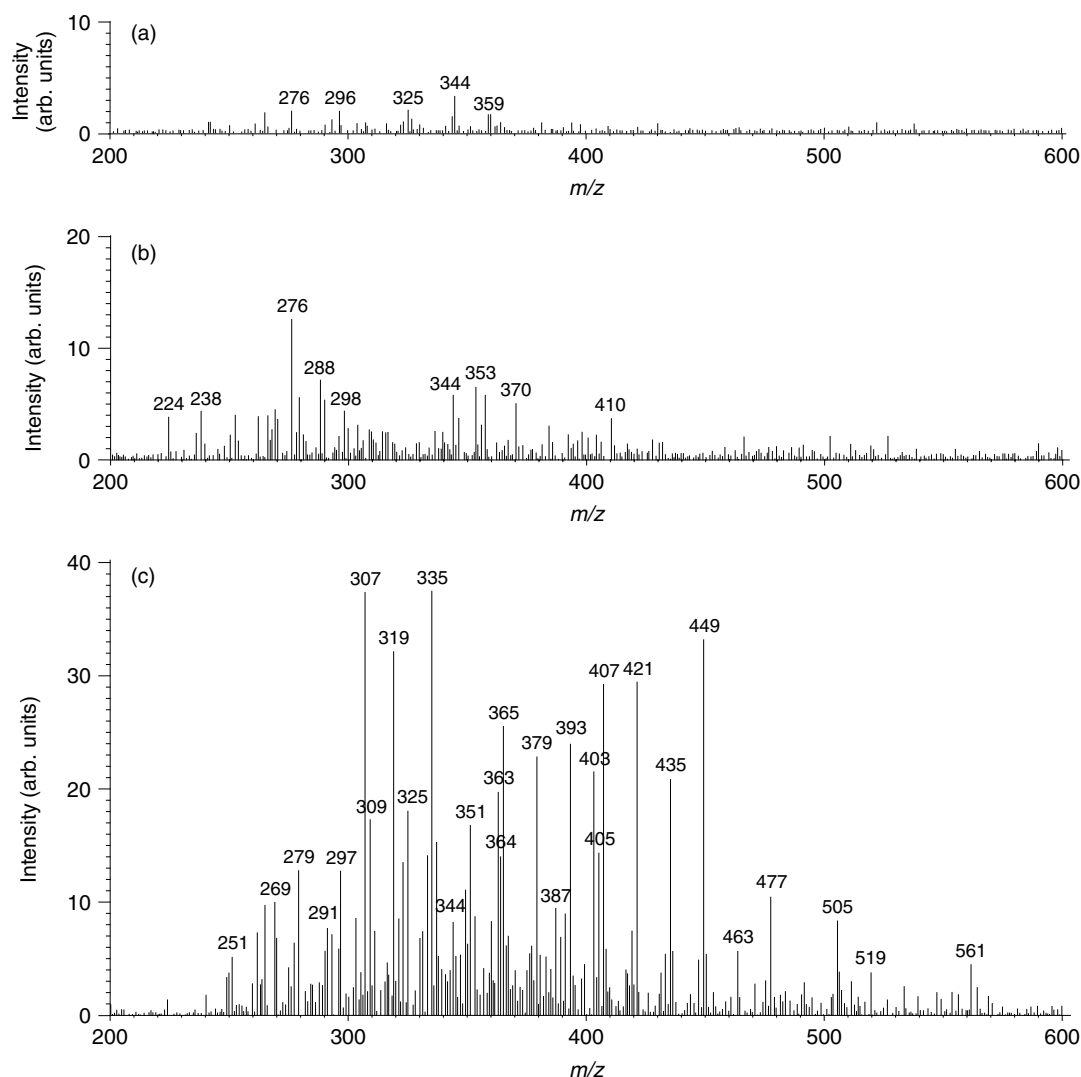 (a)
Intensity
(arb. units)
10
0
276 296 325 344 359
200 300 400 500 600
m/z
(b)
Intensity (arb. units)
20
10
0
224 238 276 288 298 344 353 370 410
200 300 400 500 600
m/z
(c)
Intensity (arb. units)
40
30
20
10
0
251 269 279 291 297 307 309 319 325 335 344 351 363 364 365 379 387 393 403 405 407 421 435 449 463 477 505 519 561
200 300 400 500 600
m/z